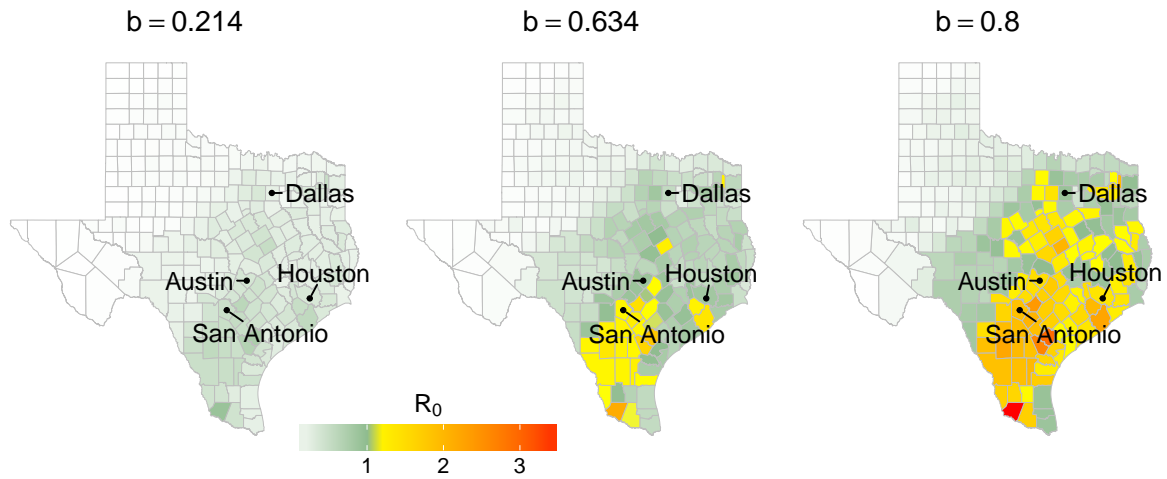 b = 0.214
b = 0.634
b = 0.8
Dallas
Austin
Houston
San Antonio
Dallas
Austin
Houston
San Antonio
Dallas
Austin
Houston
San Antonio
R₀
1 2 3